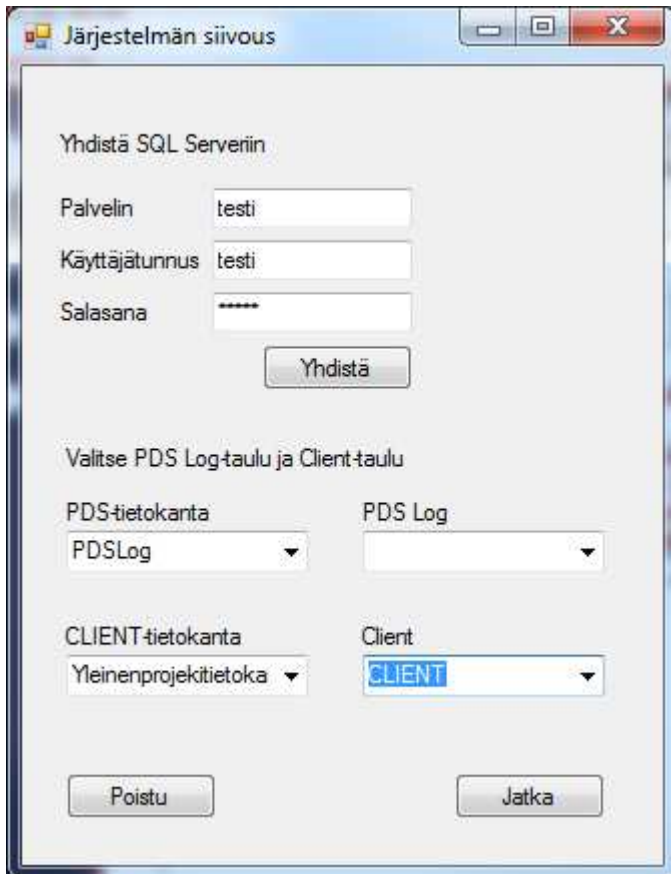 Järjestelmän siivous
Yhdistä SQL Serveriin
Palvelin testi
Käyttäjätunnus testi
Salasana *****
Yhdistä
Valitse PDS Log-taulu ja Client-taulu
PDS-tietokanta PDS Log
PDSLog
CLIENT-tietokanta Client
Yleinenprojekitietoka CLIENT
Poistu Jatka